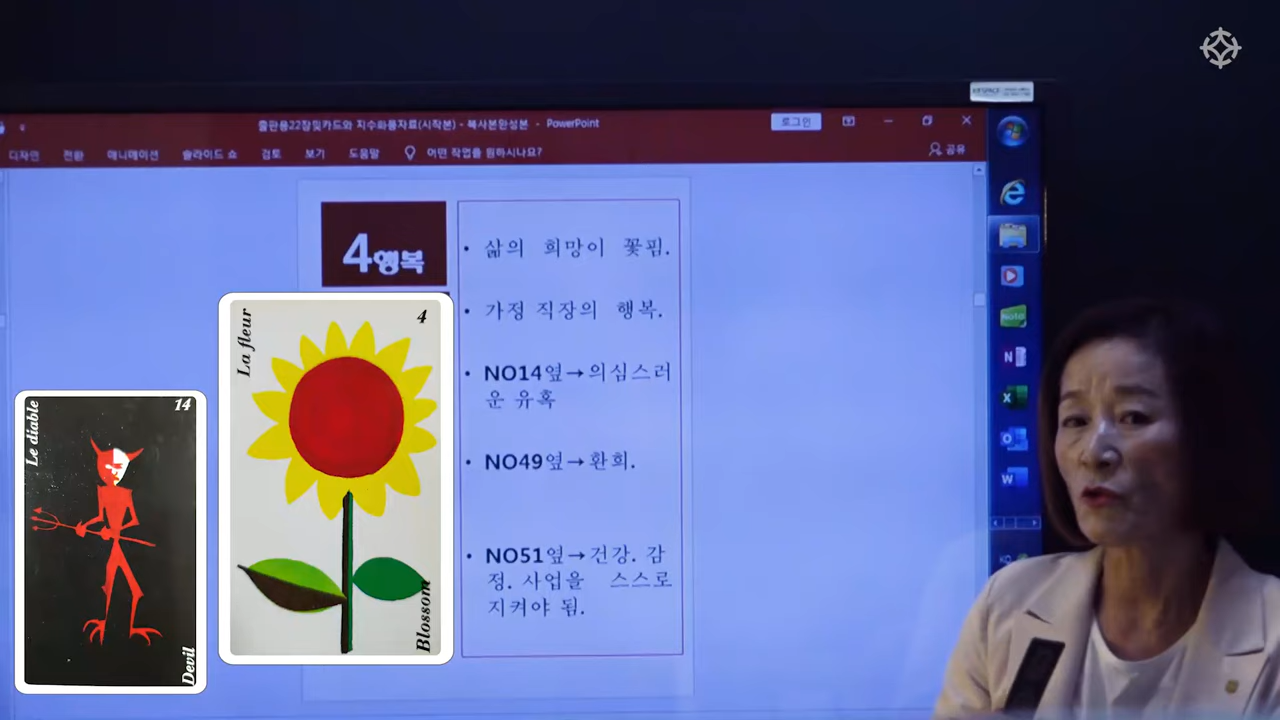 출판용22장빛카드와 지수화풍자료(시작본) - 복사본완성본 - PowerPoint
로그인
디자인 전환 애니메이션 슬라이드 쇼 검토 보기 도움말 어떤 작업을 원하시나요? 공유
4행복
• 삶의 희망이 꽃핌.
• 가정 직장의 행복.
• NO14옆→의심스러
운 유혹
• NO49옆→환희.
• NO51옆→건강. 감
정. 사업을 스스로
지켜야 됨.
La fleur
4
Blossom
Le diable
14
Devil